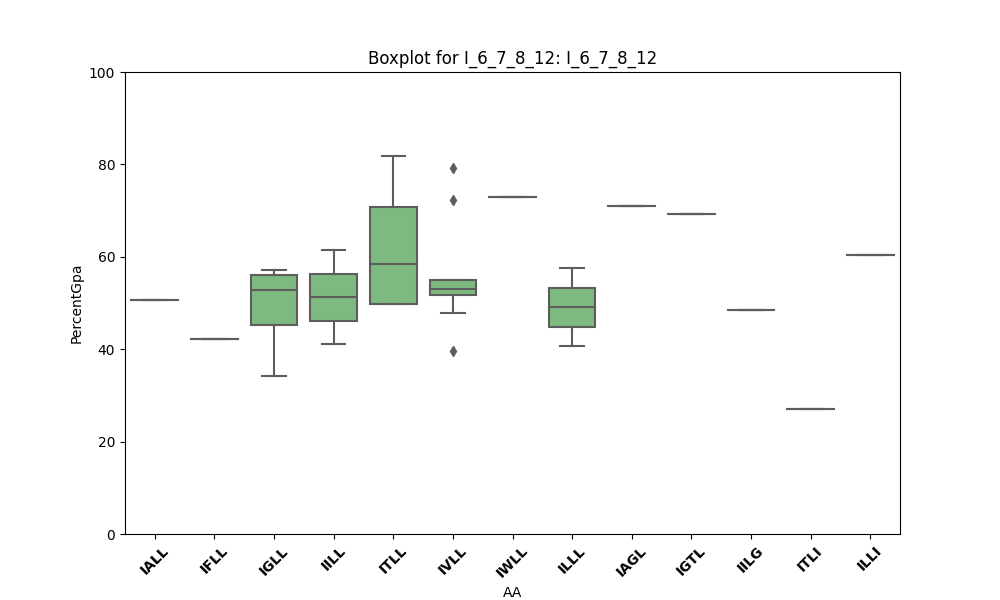 Boxplot for I_6_7_8_12: I_6_7_8_12
100
80
60
40
20
0
PercentGpa
IALL IFLL IGLL IILL ITLL IVLL IWLL ILLL IAGL IGTL IILG ITLI ILLI
AA